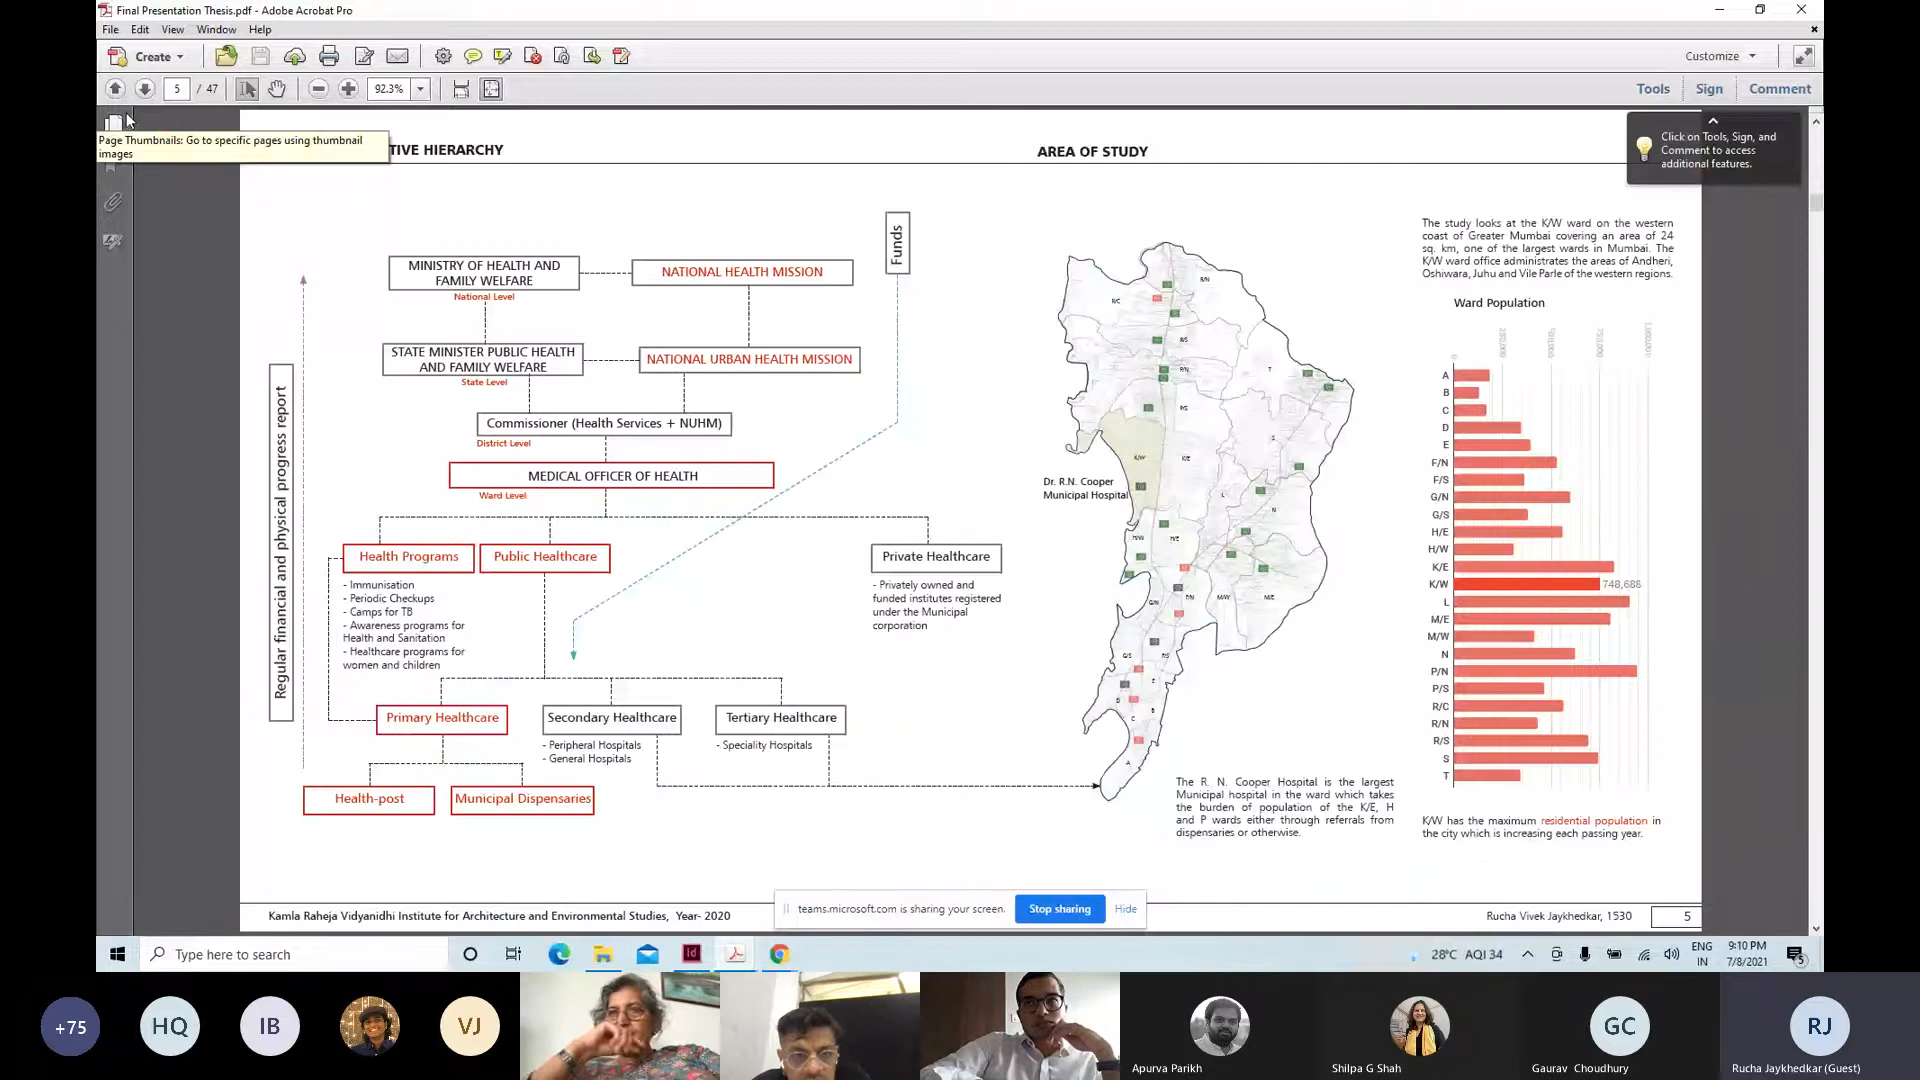 Final Presentation Thesis.pdf - Adobe Acrobat Pro
File Edit View Window Help
Create
Customize
5 / 47
92.3%
Tools
Sign
Comment
Page Thumbnails: Go to specific pages using thumbnail
images
TIVE HIERARCHY
AREA OF STUDY
Click on Tools, Sign, and
Comment to access
additional features.
Regular financial and physical progress report
Funds
MINISTRY OF HEALTH AND
FAMILY WELFARE
National Level
NATIONAL HEALTH MISSION
STATE MINISTER PUBLIC HEALTH
AND FAMILY WELFARE
State Level
NATIONAL URBAN HEALTH MISSION
Commissioner (Health Services + NUHM)
District Level
MEDICAL OFFICER OF HEALTH
Ward Level
Health Programs
- Immunisation
- Periodic Checkups
- Camps for TB
- Awareness programs for
Health and Sanitation
- Healthcare programs for
women and children
Public Healthcare
Private Healthcare
- Privately owned and
funded institutes registered
under the Municipal
corporation
Primary Healthcare
Secondary Healthcare
- Peripheral Hospitals
- General Hospitals
Tertiary Healthcare
- Speciality Hospitals
Health-post
Municipal Dispensaries
R/N
R/C
R/S
T
P/N
P/S
S
K/W
K/E
L
N
H/W
H/E
G/N
M/W
M/E
G/S
E
D
B
C
A
Dr. R.N. Cooper
Municipal Hospital
The R. N. Cooper Hospital is the largest
Municipal hospital in the ward which takes
the burden of population of the K/E, H
and P wards either through referrals from
dispensaries or otherwise.
The study looks at the K/W ward on the western
coast of Greater Mumbai covering an area of 24
sq. km, one of the largest wards in Mumbai. The
K/W ward office administrates the areas of Andheri,
Oshiwara, Juhu and Vile Parle of the western regions.
Ward Population
0
A
B
C
D
E
F/N
F/S
G/N
G/S
H/E
H/W
K/E
K/W 748,688
L
M/E
M/W
N
P/N
P/S
R/C
R/N
R/S
S
T
K/W has the maximum residential population in
the city which is increasing each passing year.
Kamla Raheja Vidyanidhi Institute for Architecture and Environmental Studies, Year- 2020
Rucha Vivek Jaykhedkar, 1530
5
teams.microsoft.com is sharing your screen.
Stop sharing
Hide
Type here to search
Id
28°C AQI 34
ENG
IN
9:10 PM
7/8/2021
5
+75
HQ
IB
VJ
GC
RJ
Apurva Parikh
Shilpa G Shah
Gaurav Choudhury
Rucha Jaykhedkar (Guest)